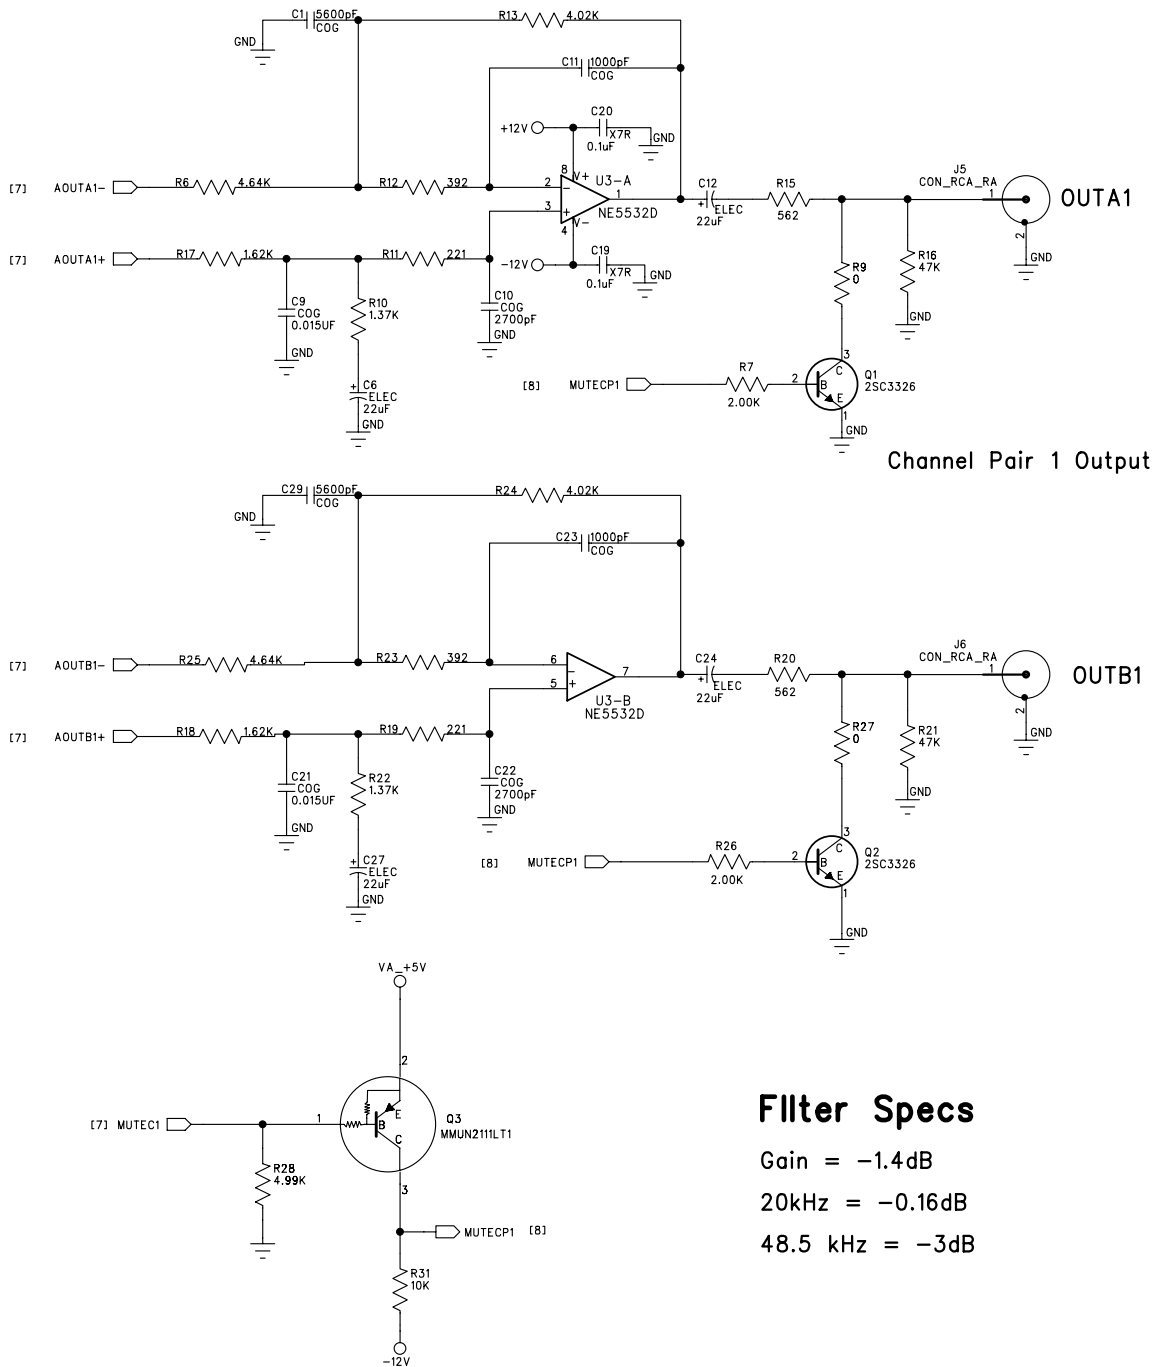 C1 5600pF
COG
GND
R13 4.02K
C11 1000pF
COG
C20
+12V
X7R
0.1uF
GND
[7] AOUTA1- R6 4.64K R12 392
8 V+
2 -
U3-A
1
3 +
NE5532D
4 V-
C12
+ ELEC
22uF
R15
562
J5
CON_RCA_RA
1
OUTA1
2
GND
[7] AOUTA1+ R17 1.62K R11 221
-12V
C19
X7R
0.1uF
GND
C9
COG
0.015UF
GND
R10
1.37K
C10
COG
2700pF
GND
R9
0
R16
47K
GND
C6
+ ELEC
22uF
GND
[8] MUTECP1
R7
2.00K
2 B
3
C
E
1
Q1
2SC3326
GND
Channel Pair 1 Output
C29 5600pF
COG
GND
R24 4.02K
C23 1000pF
COG
[7] AOUTB1- R25 4.64K R23 392
6 -
7
5 +
U3-B
NE5532D
C24
+ ELEC
22uF
R20
562
J6
CON_RCA_RA
1
OUTB1
2
GND
[7] AOUTB1+ R18 1.62K R19 221
C21
COG
0.015UF
GND
R22
1.37K
C22
COG
2700pF
GND
R27
0
R21
47K
GND
C27
+ ELEC
22uF
GND
[8] MUTECP1
R26
2.00K
2 B
3
C
E
1
Q2
2SC3326
GND
VA_+5V
2
[7] MUTEC1
1
B
E
C
Q3
MMUN2111LT1
3
R28
4.99K
MUTECP1 [8]
R31
10K
-12V
FIlter Specs
Gain = -1.4dB
20kHz = -0.16dB
48.5 kHz = -3dB